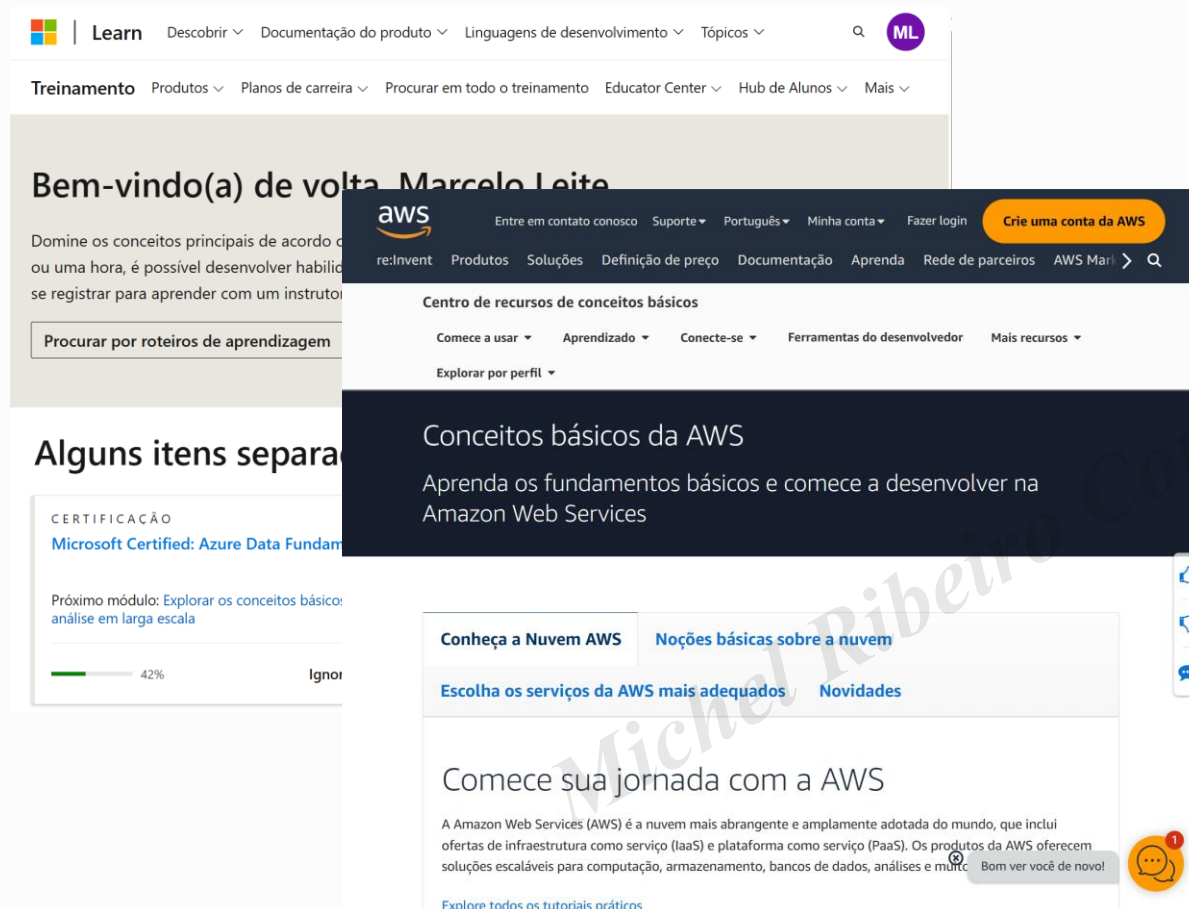 Learn Descobrir Documentação do produto Linguagens de desenvolvimento Tópicos ML
Treinamento Produtos Planos de carreira Procurar em todo o treinamento Educator Center Hub de Alunos Mais
Bem-vindo(a) de volta, Marcelo Leite
Domine os conceitos principais de acordo
ou uma hora, é possível desenvolver
se registrar para aprender com um instrutor
Procurar por roteiros de aprendizagem
Alguns itens
CERTIFICAÇÃO
Microsoft Certified: Azure Data
Próximo módulo: Explorar os conceitos básicos
análise em larga escala
42%
aws
Entre em contato conosco Suporte Português Minha conta Fazer login Crie uma conta da AWS
re:Invent Produtos Soluções Definição de preço Documentação Aprenda Rede de parceiros AWS
Centro de recursos de conceitos básicos
Comece a usar Aprendizado Conecte-se Ferramentas do desenvolvedor Mais recursos
Explorar por perfil
Conceitos básicos da AWS
Aprenda os fundamentos básicos e comece a desenvolver na
Amazon Web Services
Conheça a Nuvem AWS Noções básicas sobre a nuvem
Escolha os serviços da AWS mais adequados Novidades
Comece sua jornada com a AWS
A Amazon Web Services (AWS) é a nuvem mais abrangente e amplamente adotada do mundo, que inclui
ofertas de infraestrutura como serviço (IaaS) e plataforma como serviço (PaaS). Os produtos da AWS oferecem
soluções escaláveis para computação, armazenamento, bancos de dados, análises e
Bom ver você de novo!
1
Explore todos os tutoriais práticos
Michel Ribeiro